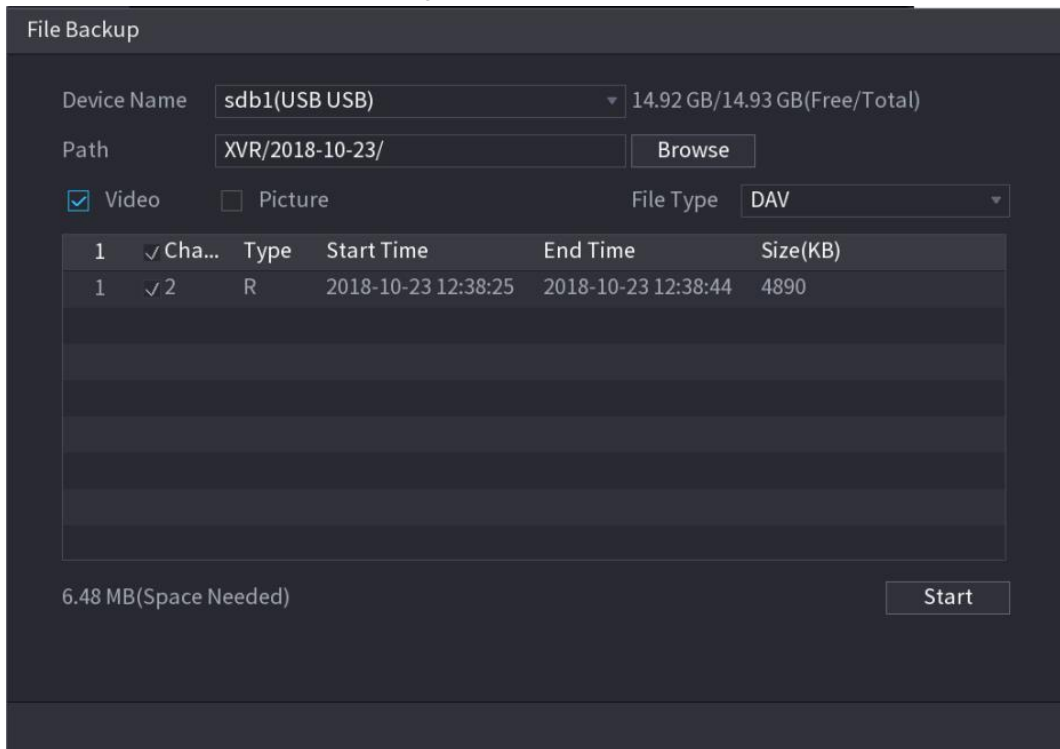 File Backup
Device Name sdb1(USB USB) 14.92 GB/14.93 GB(Free/Total)
Path XVR/2018-10-23/ Browse
Video Picture File Type DAV
1 Cha... Type Start Time End Time Size(KB)
1 2 R 2018-10-23 12:38:25 2018-10-23 12:38:44 4890
6.48 MB(Space Needed) Start